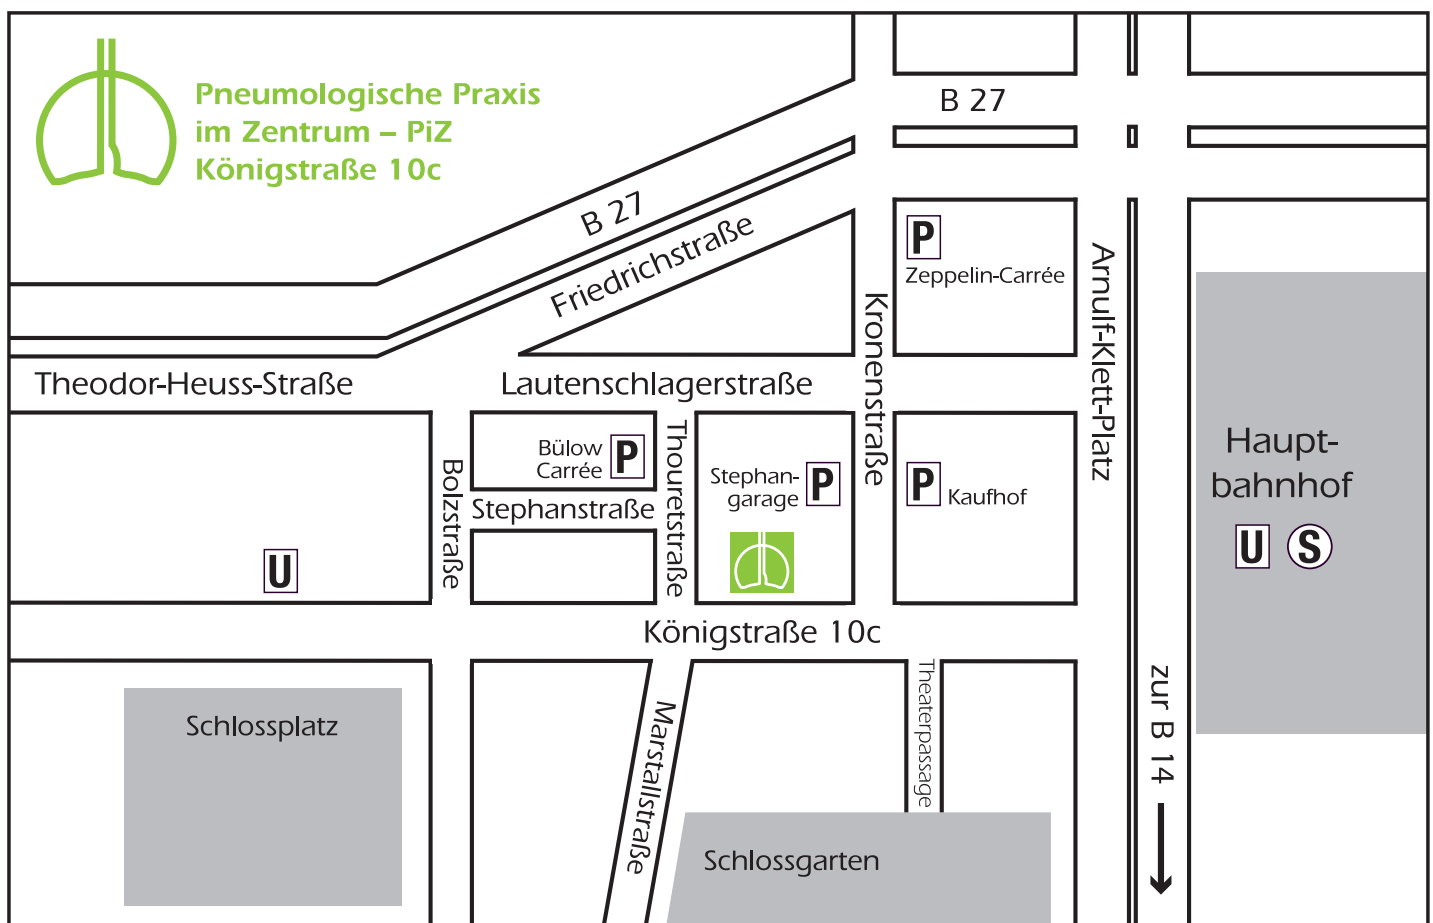 Pneumologische Praxis
im Zentrum – PiZ
Königstraße 10c
B 27
B 27
Friedrichstraße
P
Zeppelin-Carrée
Arnulf-Klett-Platz
Kronenstraße
Theodor-Heuss-Straße
Lautenschlagerstraße
Bülow
Carrée
P
Thouretstraße
Bolzstraße
Stephanstraße
Stephan-
garage
P
P
Kaufhof
Haupt-
bahnhof
U
S
U
Königstraße 10c
Theaterpassage
zur B 14
Marstallstraße
Schlossplatz
Schlossgarten